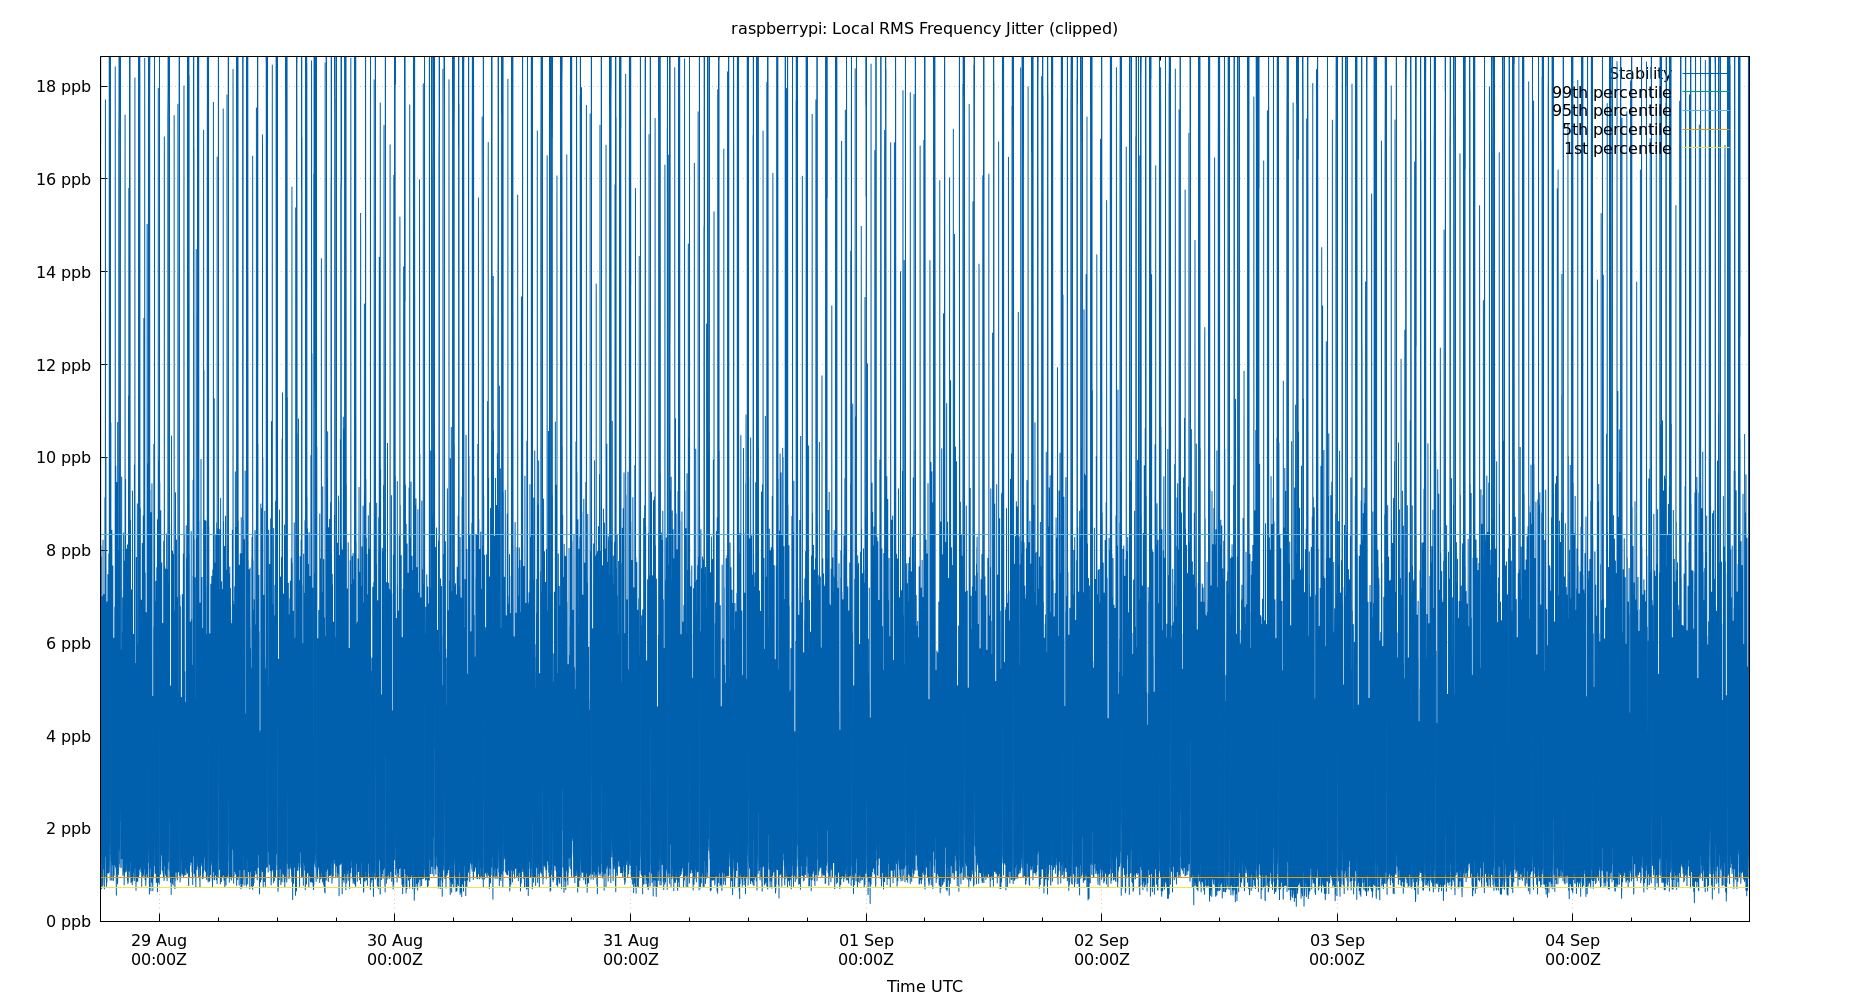 raspberrypi: Local RMS Frequency Jitter (clipped)
18 ppb
16 ppb
14 ppb
12 ppb
10 ppb
8 ppb
6 ppb
4 ppb
2 ppb
0 ppb
Stability
99th percentile
95th percentile
5th percentile
1st percentile
29 Aug 30 Aug 31 Aug 01 Sep 02 Sep 03 Sep 04 Sep
00:00Z 00:00Z 00:00Z 00:00Z 00:00Z 00:00Z 00:00Z
Time UTC